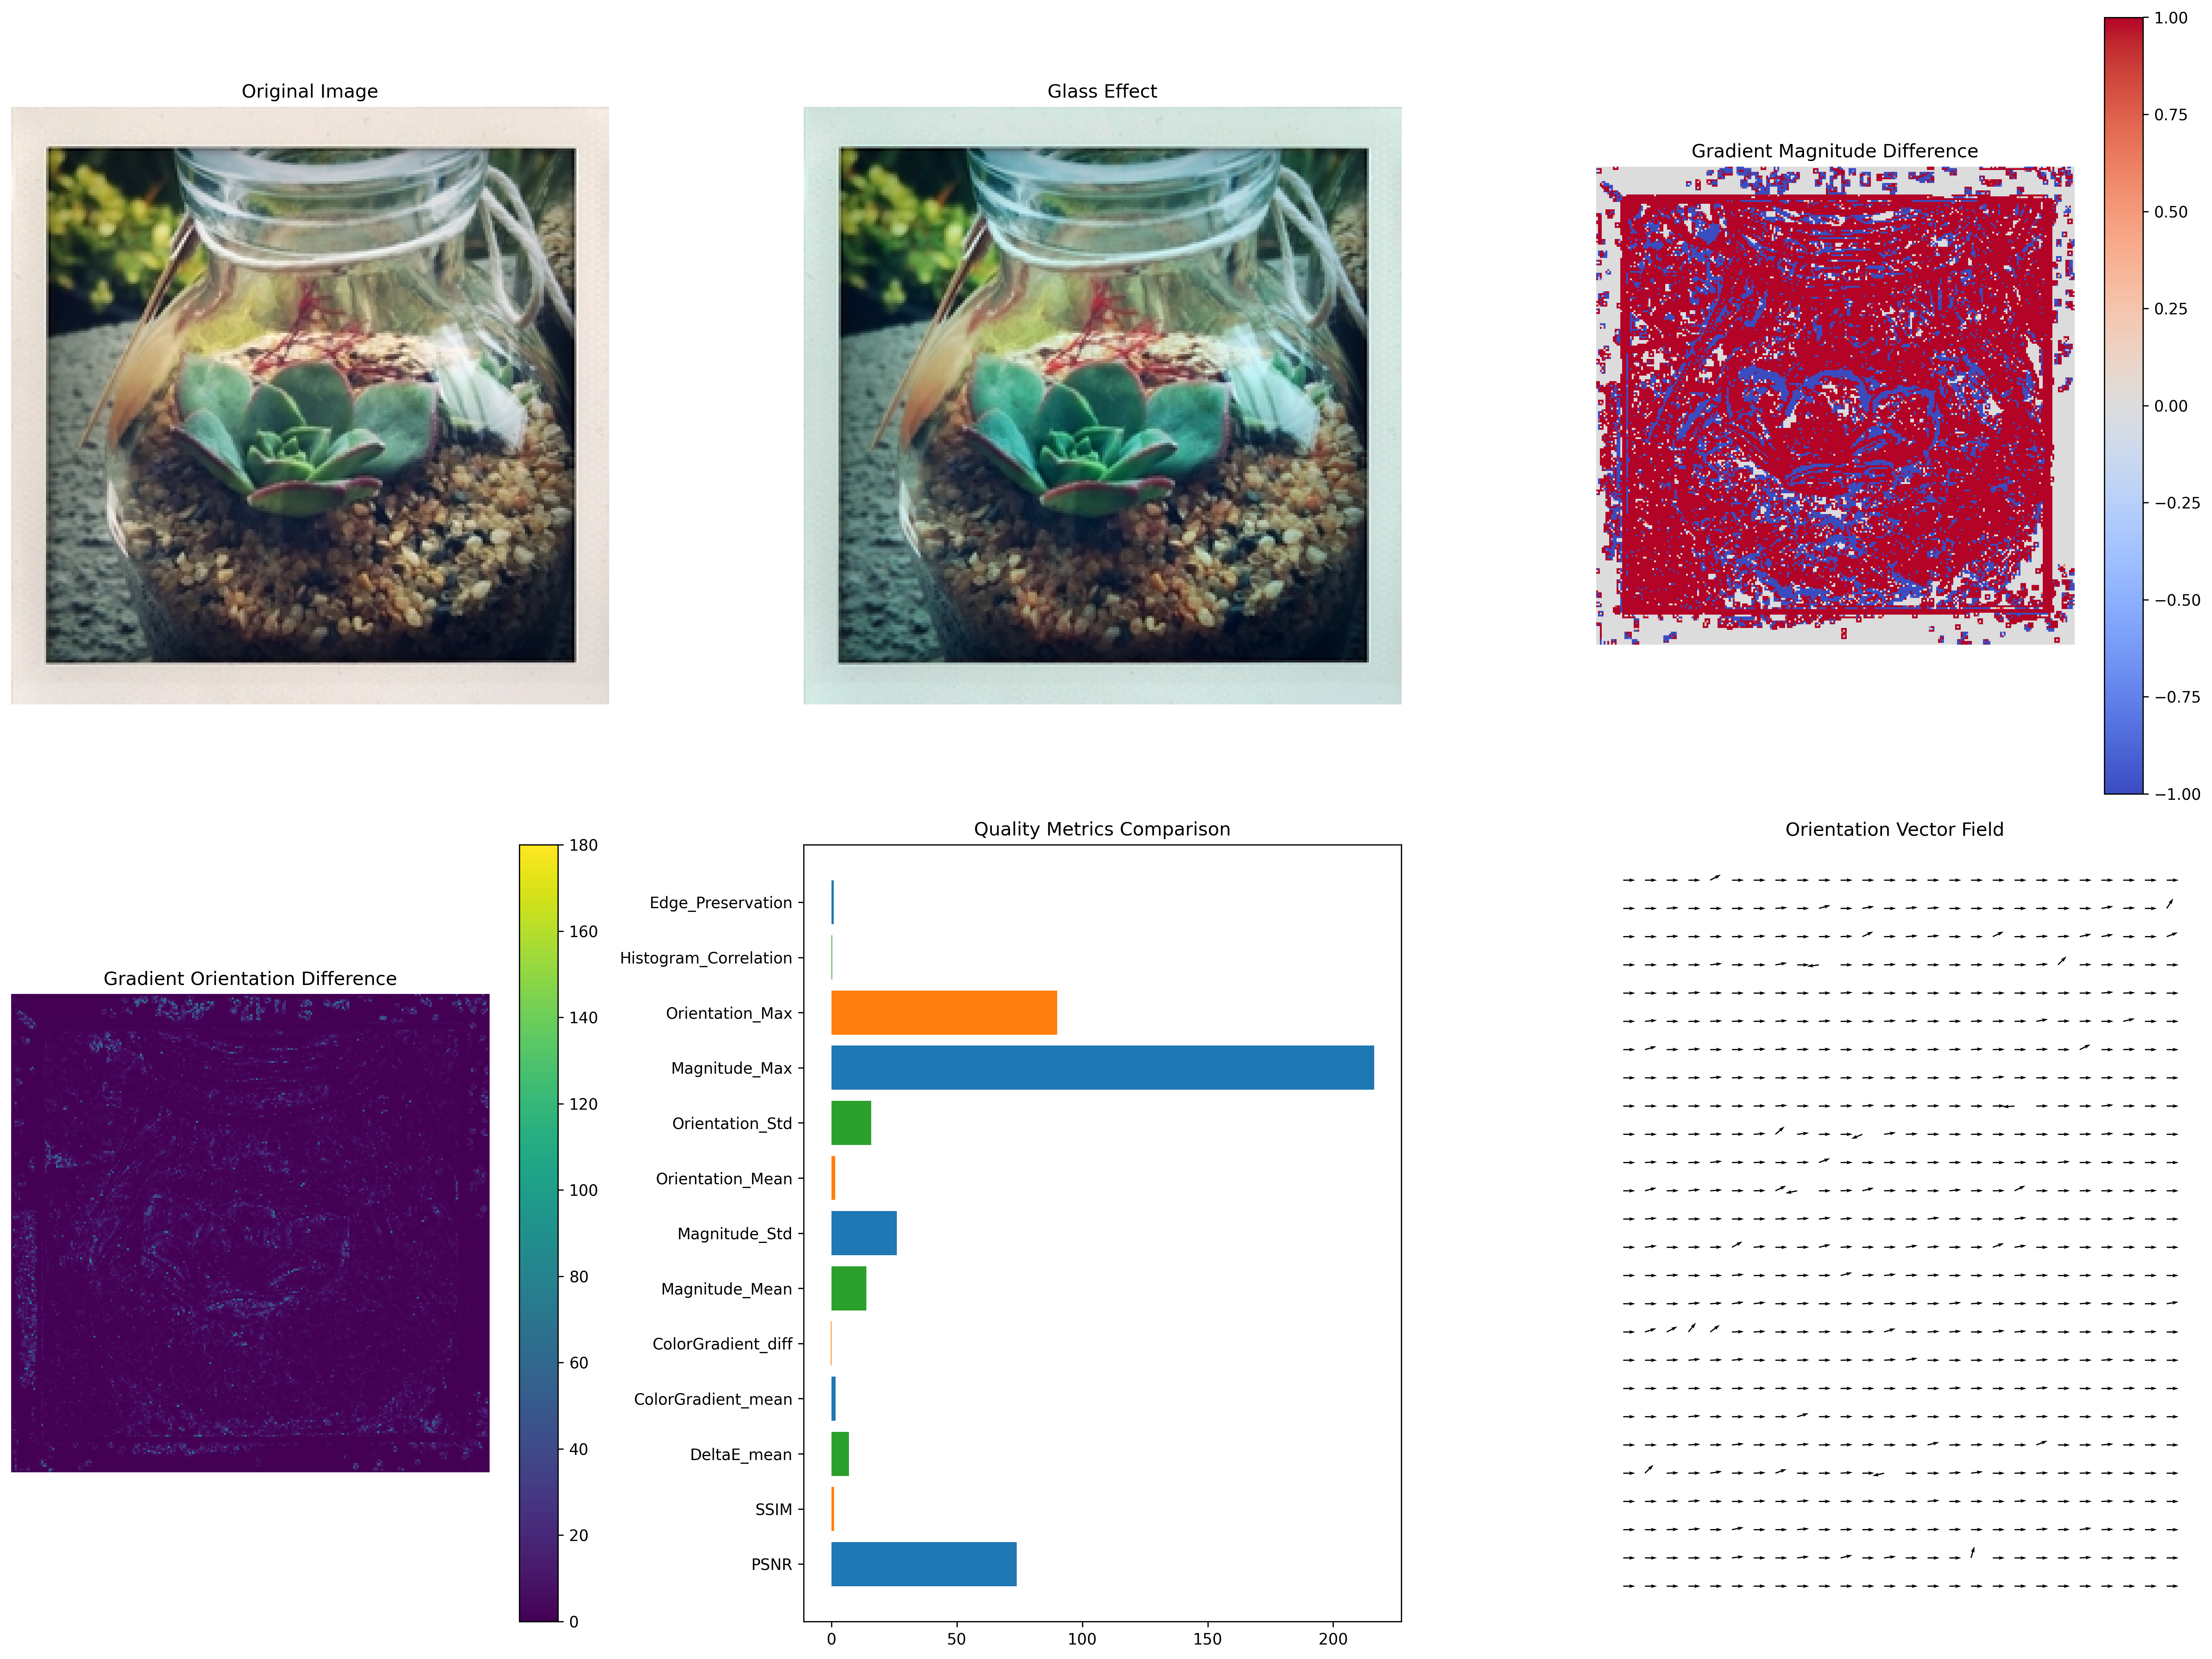 Original Image
Glass Effect
Gradient Magnitude Difference
1.00
0.75
0.50
0.25
0.00
−0.25
−0.50
−0.75
−1.00
Gradient Orientation Difference
180
160
140
120
100
80
60
40
20
0
Quality Metrics Comparison
Edge_Preservation
Histogram_Correlation
Orientation_Max
Magnitude_Max
Orientation_Std
Orientation_Mean
Magnitude_Std
Magnitude_Mean
ColorGradient_diff
ColorGradient_mean
DeltaE_mean
SSIM
PSNR
0 50 100 150 200
Orientation Vector Field